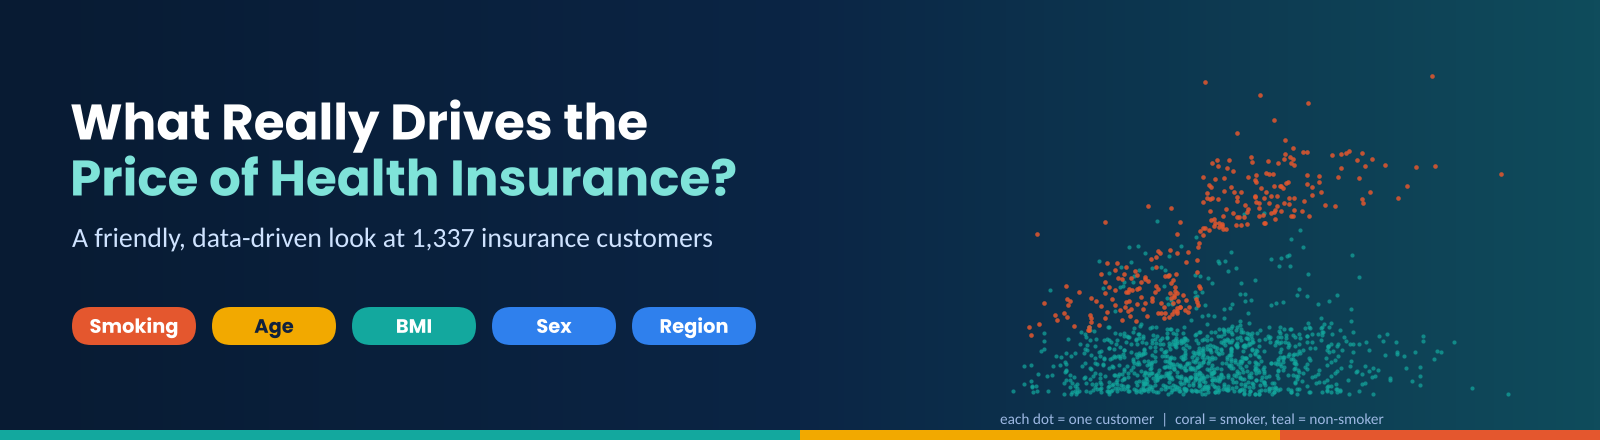 What Really Drives the
Price of Health Insurance?
A friendly, data-driven look at 1,337 insurance customers
Smoking
Age
BMI
Sex
Region
each dot = one customer | coral = smoker, teal = non-smoker